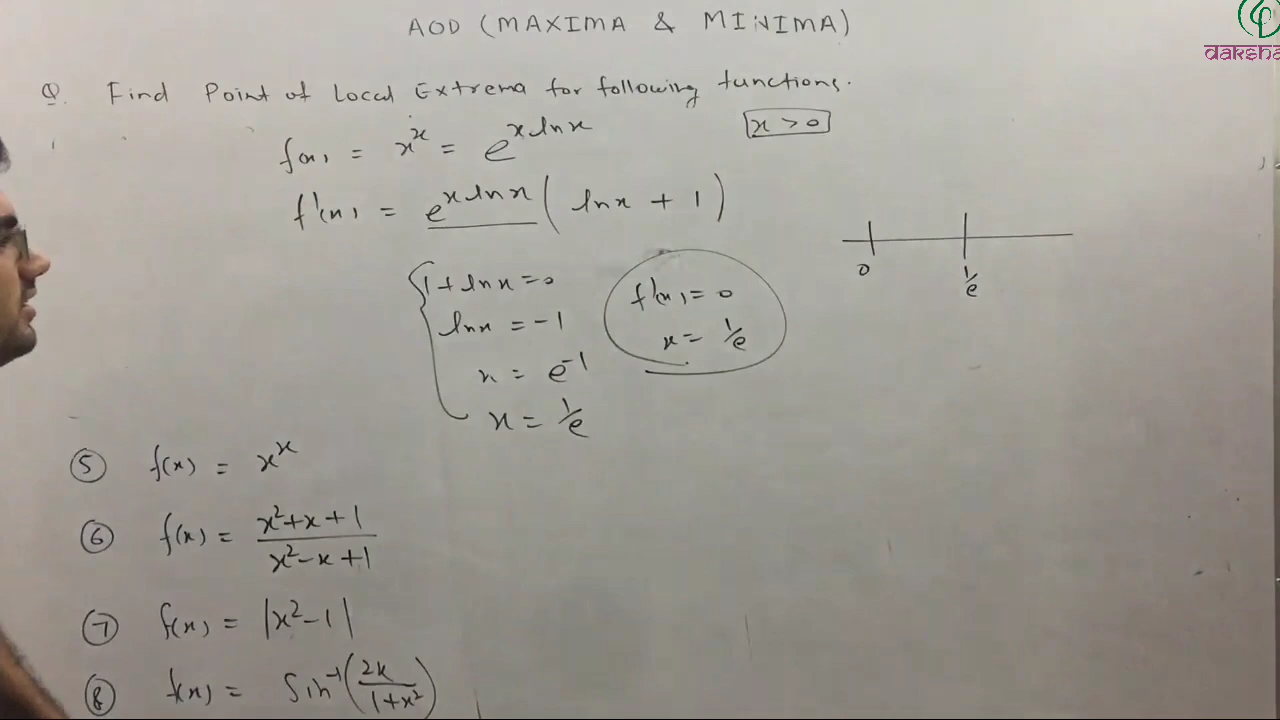 AOD (MAXIMA & MINIMA)
daksha
Q. Find Point of Local Extrema for following functions.
f(x) = x^x = e^{x ln x}
x > 0
f'(x) = e^{x ln x} ( ln x + 1 )
0 1/e
1 + ln x = 0
ln x = -1
x = e^{-1}
x = 1/e
f'(x) = 0
x = 1/e
⑤ f(x) = x^x
⑥ f(x) = \frac{x²+x+1}{x²-x+1}
⑦ f(x) = |x²-1|
⑧ f(x) = Sin^{-1}(\frac{2x}{1+x²})